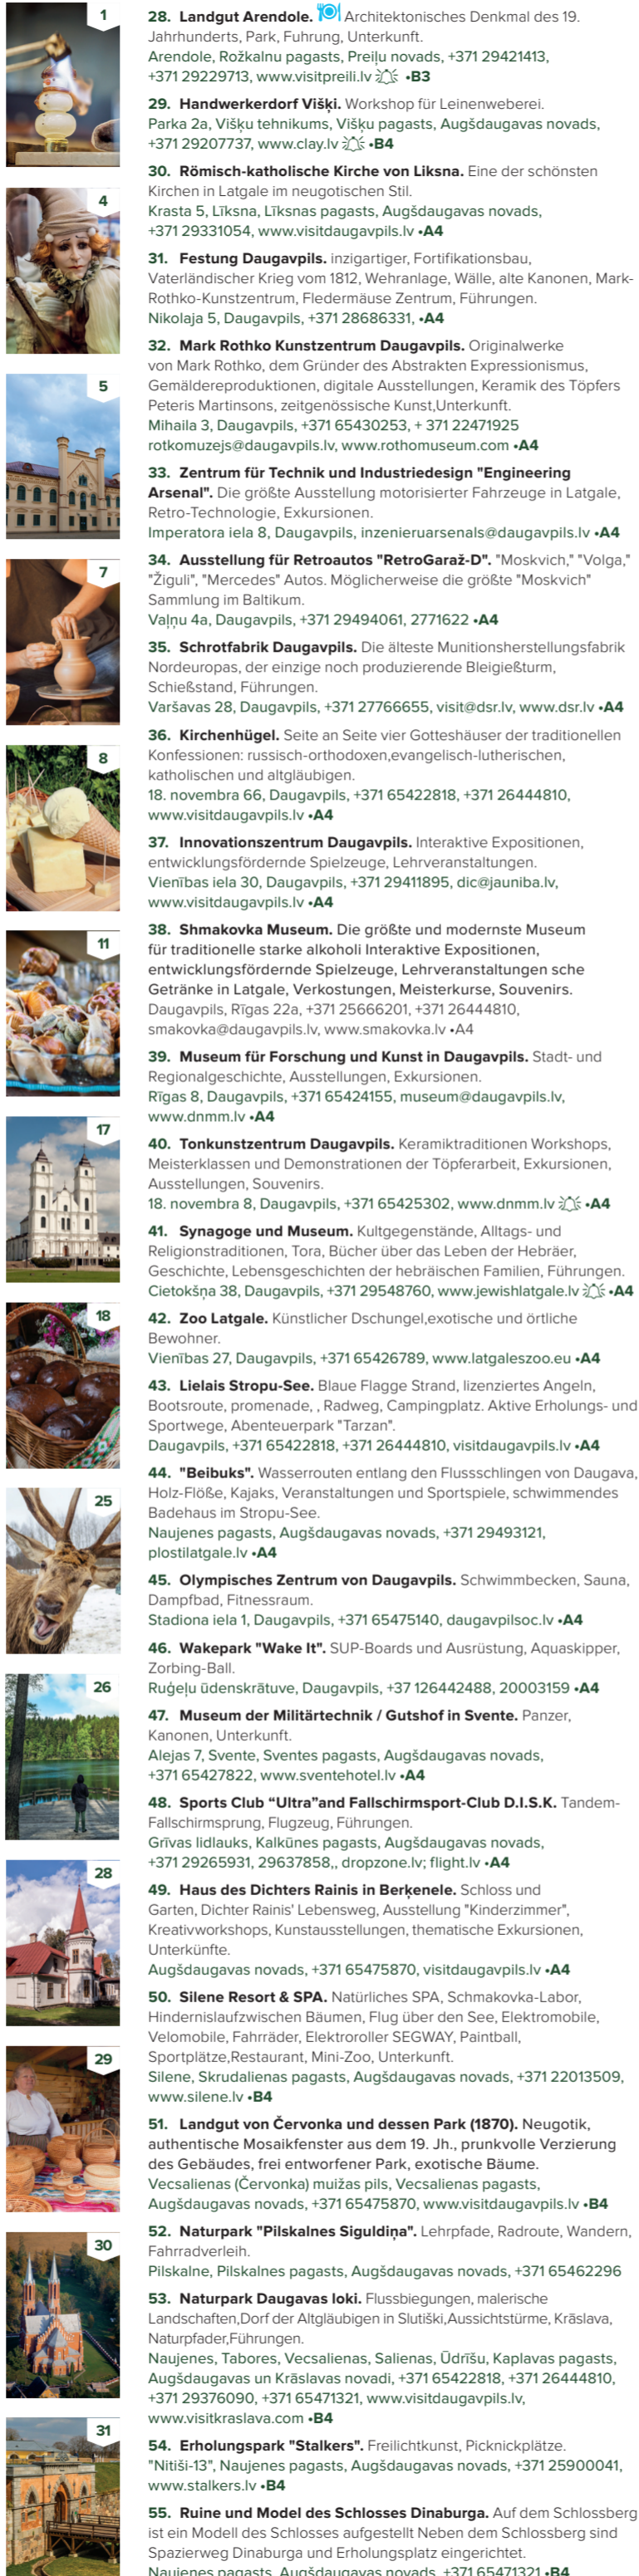 1
4
5
7
8
11
17
18
25
26
28
29
30
31
28. Landgut Arendole. Architektonisches Denkmal des 19.
Jahrhunderts, Park, Fuhrung, Unterkunft.
Arendole, Rožkalnu pagasts, Preiļu novads, +371 29421413,
+371 29229713, www.visitpreili.lv •B3
29. Handwerkerdorf Višķi. Workshop für Leinenweberei.
Parka 2a, Višķu tehnikums, Višķu pagasts, Augšdaugavas novads,
+371 29207737, www.clay.lv •B4
30. Römisch-katholische Kirche von Liksna. Eine der schönsten
Kirchen in Latgale im neugotischen Stil.
Krasta 5, Līksna, Līksnas pagasts, Augšdaugavas novads,
+371 29331054, www.visitdaugavpils.lv •A4
31. Festung Daugavpils. inzigartiger, Fortifikationsbau,
Vaterländischer Krieg vom 1812, Wehranlage, Wälle, alte Kanonen, Mark-
Rothko-Kunstzentrum, Fledermäuse Zentrum, Führungen.
Nikolaja 5, Daugavpils, +371 28686331, •A4
32. Mark Rothko Kunstzentrum Daugavpils. Originalwerke
von Mark Rothko, dem Gründer des Abstrakten Expressionismus,
Gemäldereproduktionen, digitale Ausstellungen, Keramik des Töpfers
Peteris Martinsons, zeitgenössische Kunst,Unterkunft.
Mihaila 3, Daugavpils, +371 65430253, + 371 22471925
rotkomuzejs@daugavpils.lv, www.rothomuseum.com •A4
33. Zentrum für Technik und Industriedesign "Engineering
Arsenal". Die größte Ausstellung motorisierter Fahrzeuge in Latgale,
Retro-Technologie, Exkursionen.
Imperatora iela 8, Daugavpils, inzenieruarsenals@daugavpils.lv •A4
34. Ausstellung für Retroautos "RetroGaraž-D". "Moskvich," "Volga,"
"Žiguli", "Mercedes" Autos. Möglicherweise die größte "Moskvich"
Sammlung im Baltikum.
Vaļņu 4a, Daugavpils, +371 29494061, 2771622 •A4
35. Schrotfabrik Daugavpils. Die älteste Munitionsherstellungsfabrik
Nordeuropas, der einzige noch produzierende Bleigießturm,
Schießstand, Führungen.
Varšavas 28, Daugavpils, +371 27766655, visit@dsr.lv, www.dsr.lv •A4
36. Kirchenhügel. Seite an Seite vier Gotteshäuser der traditionellen
Konfessionen: russisch-orthodoxen,evangelisch-lutherischen,
katholischen und altgläubigen.
18. novembra 66, Daugavpils, +371 65422818, +371 26444810,
www.visitdaugavpils.lv •A4
37. Innovationszentrum Daugavpils. Interaktive Expositionen,
entwicklungsfördernde Spielzeuge, Lehrveranstaltungen.
Vienības iela 30, Daugavpils, +371 29411895, dic@jauniba.lv,
www.visitdaugavpils.lv •A4
38. Shmakovka Museum. Die größte und modernste Museum
für traditionelle starke alkoholi Interaktive Expositionen,
entwicklungsfördernde Spielzeuge, Lehrveranstaltungen sche
Getränke in Latgale, Verkostungen, Meisterkurse, Souvenirs.
Daugavpils, Rīgas 22a, +371 25666201, +371 26444810,
smakovka@daugavpils.lv, www.smakovka.lv •A4
39. Museum für Forschung und Kunst in Daugavpils. Stadt- und
Regionalgeschichte, Ausstellungen, Exkursionen.
Rīgas 8, Daugavpils, +371 65424155, museum@daugavpils.lv,
www.dnmm.lv •A4
40. Tonkunstzentrum Daugavpils. Keramiktraditionen Workshops,
Meisterklassen und Demonstrationen der Töpferarbeit, Exkursionen,
Ausstellungen, Souvenirs.
18. novembra 8, Daugavpils, +371 65425302, www.dnmm.lv •A4
41. Synagoge und Museum. Kultgegenstände, Alltags- und
Religionstraditionen, Tora, Bücher über das Leben der Hebräer,
Geschichte, Lebensgeschichten der hebräischen Familien, Führungen.
Cietokšņa 38, Daugavpils, +371 29548760, www.jewishlatgale.lv •A4
42. Zoo Latgale. Künstlicher Dschungel,exotische und örtliche
Bewohner.
Vienības 27, Daugavpils, +371 65426789, www.latgaleszoo.eu •A4
43. Lielais Stropu-See. Blaue Flagge Strand, lizenziertes Angeln,
Bootsroute, promenade, , Radweg, Campingplatz. Aktive Erholungs- und
Sportwege, Abenteuerpark "Tarzan".
Daugavpils, +371 65422818, +371 26444810, visitdaugavpils.lv •A4
44. "Beibuks". Wasserrouten entlang den Flussschlingen von Daugava,
Holz-Flöße, Kajaks, Veranstaltungen und Sportspiele, schwimmendes
Badehaus im Stropu-See.
Naujenes pagasts, Augšdaugavas novads, +371 29493121,
plostilatgale.lv •A4
45. Olympisches Zentrum von Daugavpils. Schwimmbecken, Sauna,
Dampfbad, Fitnessraum.
Stadiona iela 1, Daugavpils, +371 65475140, daugavpilsoc.lv •A4
46. Wakepark "Wake It". SUP-Boards und Ausrüstung, Aquaskipper,
Zorbing-Ball.
Ruģeļu ūdenskrātuve, Daugavpils, +37 126442488, 20003159 •A4
47. Museum der Militärtechnik / Gutshof in Svente. Panzer,
Kanonen, Unterkunft.
Alejas 7, Svente, Sventes pagasts, Augšdaugavas novads,
+371 65427822, www.sventehotel.lv •A4
48. Sports Club “Ultra”and Fallschirmsport-Club D.I.S.K. Tandem-
Fallschirmsprung, Flugzeug, Führungen.
Grīvas lidlauks, Kalkūnes pagasts, Augšdaugavas novads,
+371 29265931, 29637858,, dropzone.lv; flight.lv •A4
49. Haus des Dichters Rainis in Berķenele. Schloss und
Garten, Dichter Rainis' Lebensweg, Ausstellung "Kinderzimmer",
Kreativworkshops, Kunstausstellungen, thematische Exkursionen,
Unterkünfte.
Augšdaugavas novads, +371 65475870, visitdaugavpils.lv •A4
50. Silene Resort & SPA. Natürliches SPA, Schmakovka-Labor,
Hindernislaufzwischen Bäumen, Flug über den See, Elektromobile,
Velomobile, Fahrräder, Elektroroller SEGWAY, Paintball,
Sportplätze,Restaurant, Mini-Zoo, Unterkunft.
Silene, Skrudalienas pagasts, Augšdaugavas novads, +371 22013509,
www.silene.lv •B4
51. Landgut von Červonka und dessen Park (1870). Neugotik,
authentische Mosaikfenster aus dem 19. Jh., prunkvolle Verzierung
des Gebäudes, frei entworfener Park, exotische Bäume.
Vecsalienas (Červonka) muižas pils, Vecsalienas pagasts,
Augšdaugavas novads, +371 65475870, www.visitdaugavpils.lv •B4
52. Naturpark "Pilskalnes Siguldiņa". Lehrpfade, Radroute, Wandern,
Fahrradverleih.
Pilskalne, Pilskalnes pagasts, Augšdaugavas novads, +371 65462296
53. Naturpark Daugavas loki. Flussbiegungen, malerische
Landschaften,Dorf der Altgläubigen in Slutiški,Aussichtstürme, Krāslava,
Naturpfader,Führungen.
Naujenes, Tabores, Vecsalienas, Salienas, Ūdrīšu, Kaplavas pagasts,
Augšdaugavas un Krāslavas novadi, +371 65422818, +371 26444810,
+371 29376090, +371 65471321, www.visitdaugavpils.lv,
www.visitkraslava.com •B4
54. Erholungspark "Stalkers". Freilichtkunst, Picknickplätze.
"Nitiši-13", Naujenes pagasts, Augšdaugavas novads, +371 25900041,
www.stalkers.lv •B4
55. Ruine und Model des Schlosses Dinaburga. Auf dem Schlossberg
ist ein Modell des Schlosses aufgestellt Neben dem Schlossberg sind
Spazierweg Dinaburga und Erholungsplatz eingerichtet.
Naujenes pagasts, Augšdaugavas novads, +371 65471321 •B4